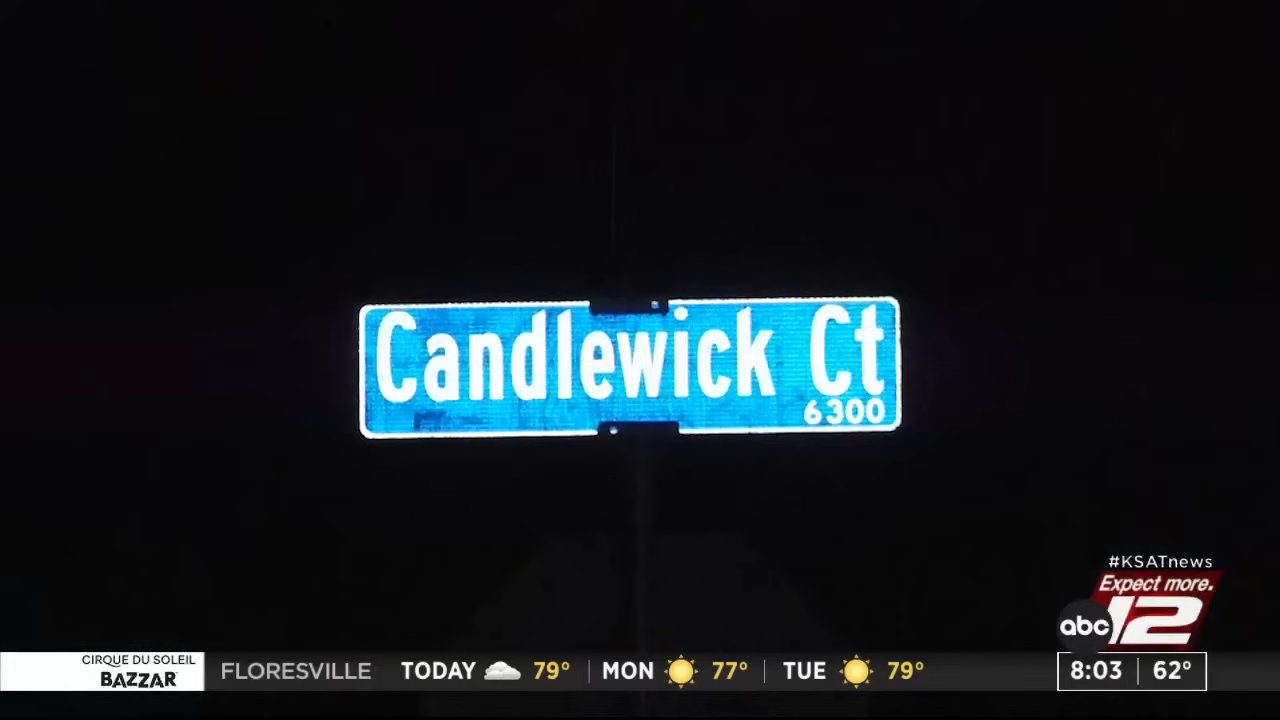 Candlewick Ct
6300
#KSATnews
Expect more.
abc 12
CIRQUE DU SOLEIL
BAZZAR
FLORESVILLE TODAY 79° MON 77° TUE 79°
8:03 62°